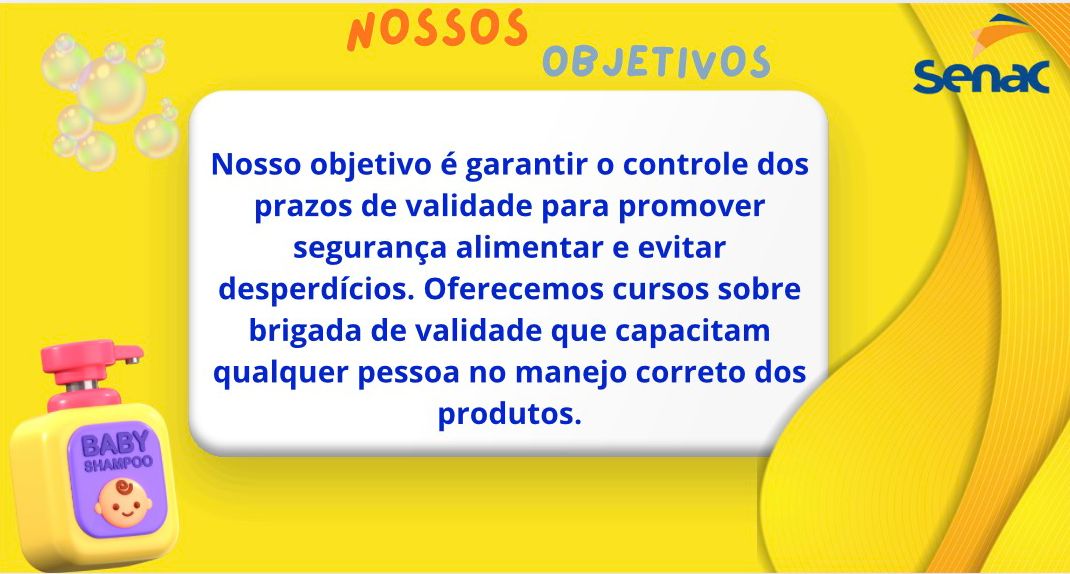 NOSSOS
OBJETIVOS
Senac
Nosso objetivo é garantir o controle dos
prazos de validade para promover
segurança alimentar e evitar
desperdícios. Oferecemos cursos sobre
brigada de validade que capacitam
qualquer pessoa no manejo correto dos
produtos.
BABY
SHAMPOO